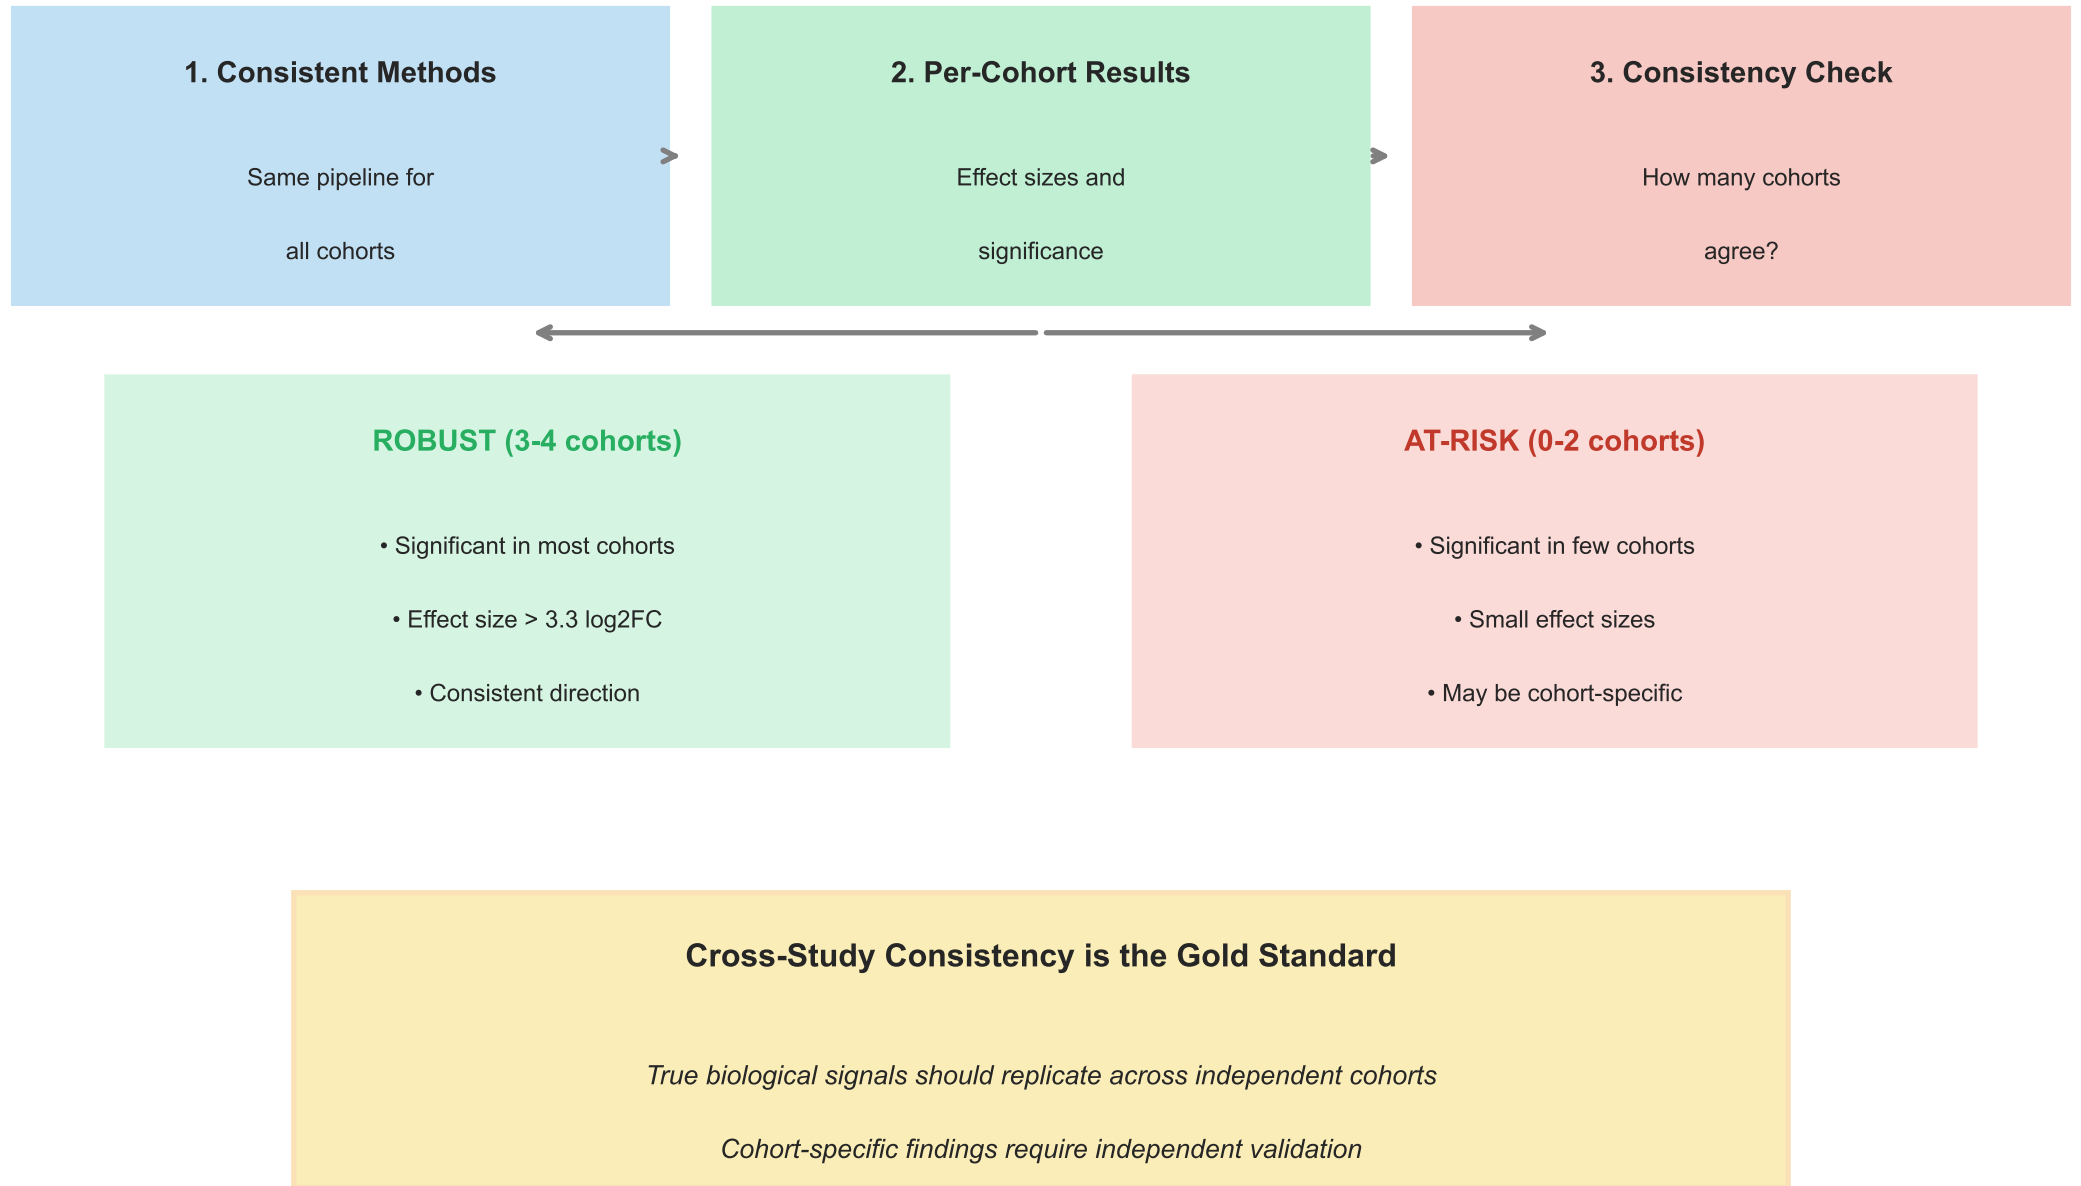 1. Consistent Methods
Same pipeline for
all cohorts
2. Per-Cohort Results
Effect sizes and
significance
3. Consistency Check
How many cohorts
agree?
ROBUST (3-4 cohorts)
• Significant in most cohorts
• Effect size > 3.3 log2FC
• Consistent direction
AT-RISK (0-2 cohorts)
• Significant in few cohorts
• Small effect sizes
• May be cohort-specific
Cross-Study Consistency is the Gold Standard
True biological signals should replicate across independent cohorts
Cohort-specific findings require independent validation